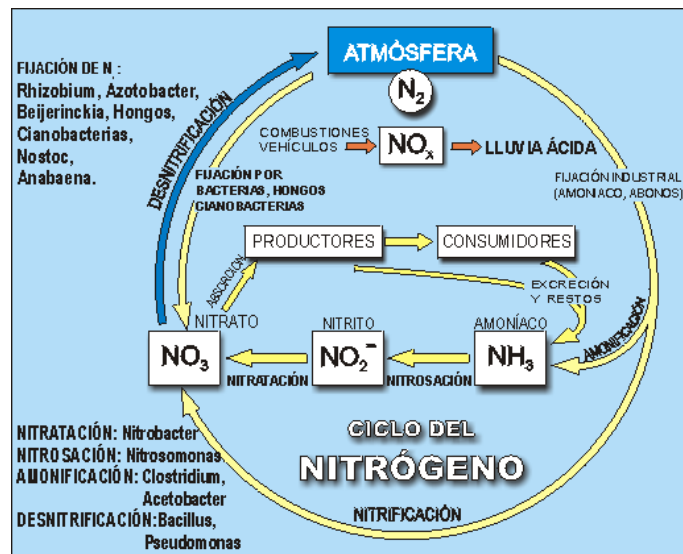 ATMÓSFERA
N₂
FIJACIÓN DE N :
Rhizobium, Azotobacter,
Beijerinckia, Hongos,
Cianobacterias,
Nostoc,
Anabaena.
DESNITRIFICACIÓN
COMBUSTIONES
VEHÍCULOS
NOₓ
LLUVIA ÁCIDA
FIJACIÓN POR
BACTERIAS, HONGOS
CIANOBACTERIAS
FIJACIÓN INDUSTRIAL
(AMONIACO, ABONOS)
PRODUCTORES
CONSUMIDORES
ABSORCIÓN
EXCRECIÓN
Y RESTOS
NITRATO
NO₃
NITRITO
NO₂⁻
AMONÍACO
NH₃
AMONIFICACIÓN
NITRATACIÓN
NITROSACIÓN
CICLO DEL
NITRÓGENO
NITRIFICACIÓN
NITRATACIÓN: Nitrobacter
NITROSACIÓN: Nitrosomonas
AMONIFICACIÓN: Clostridium,
Acetobacter
DESNITRIFICACIÓN:Bacillus,
Pseudomonas